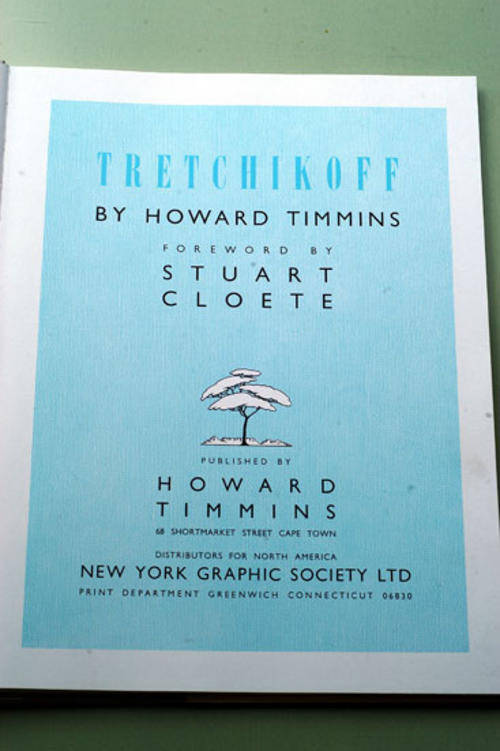 TRETCHIKOFF
BY HOWARD TIMMINS
FOREWORD BY
STUART
CLOETE
PUBLISHED BY
HOWARD
TIMMINS
68 SHORTMARKET STREET CAPE TOWN
DISTRIBUTORS FOR NORTH AMERICA
NEW YORK GRAPHIC SOCIETY LTD
PRINT DEPARTMENT GREENWICH CONNECTICUT 06830